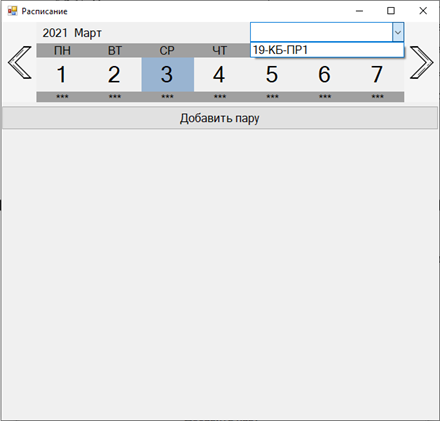 Расписание
2021 Март
19-КБ-ПР1
ПН ВТ СР ЧТ
1 2 3 4 5 6 7
*** *** *** *** *** *** ***
Добавить пару